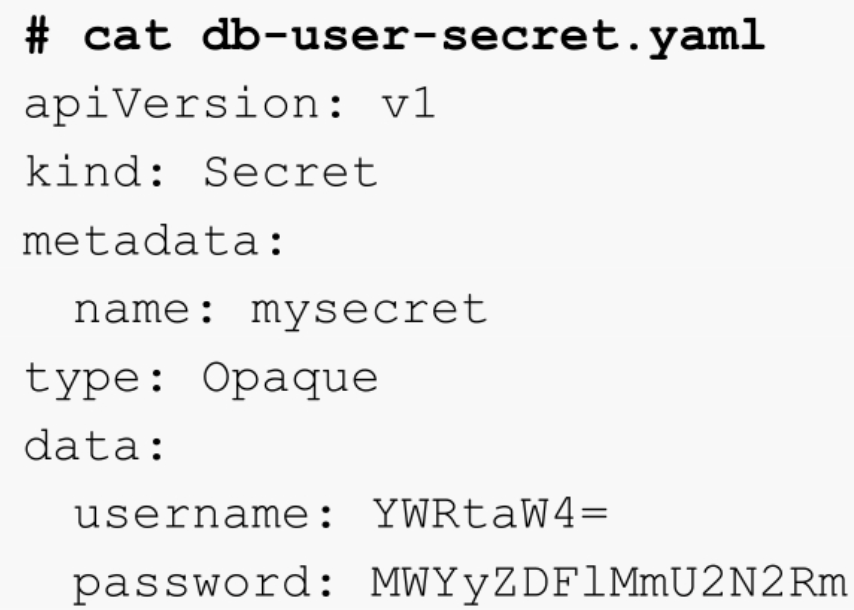 # cat db-user-secret.yaml
apiVersion: v1
kind: Secret
metadata:
  name: mysecret
type: Opaque
data:
  username: YWRtaW4=
  password: MWYyZDFlMmU2N2Rm